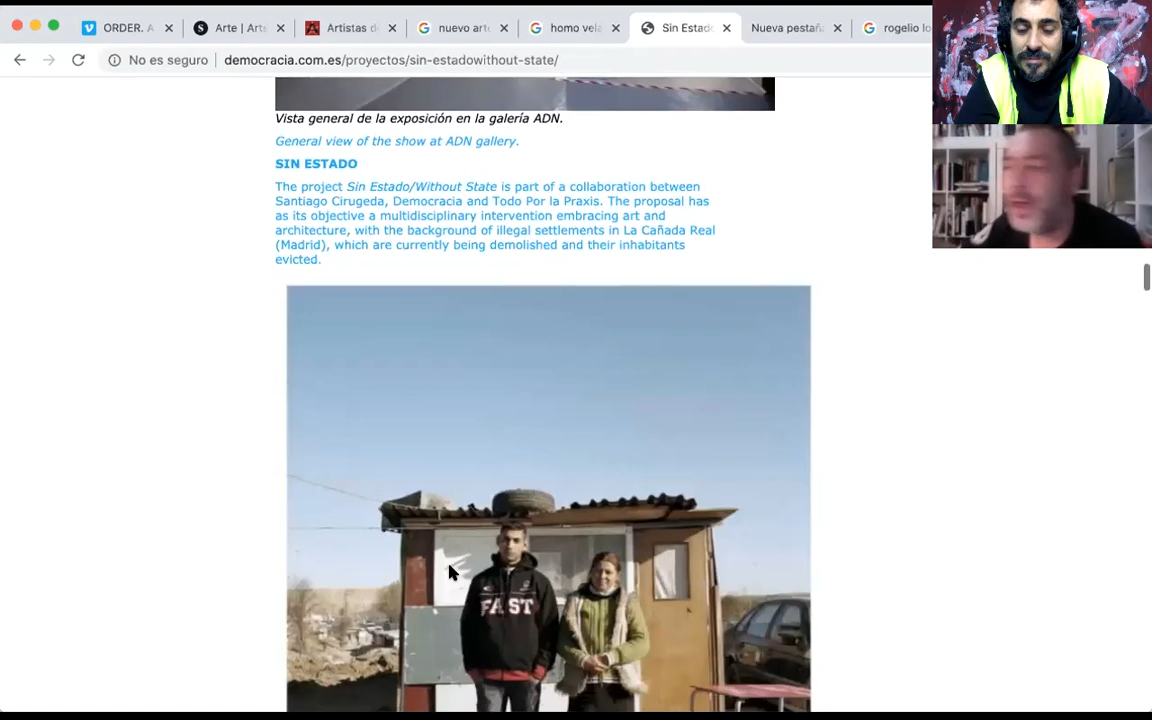 ORDER. A
Arte | Arts
Artistas d
nuevo arte
homo vela
Sin Estad
Nueva pestaña
rogelio lo
No es seguro
democracia.com.es/proyectos/sin-estadowithout-state/
Vista general de la exposición en la galería ADN.
General view of the show at ADN gallery.
SIN ESTADO
The project Sin Estado/Without State is part of a collaboration between
Santiago Cirugeda, Democracia and Todo Por la Praxis. The proposal has
as its objective a multidisciplinary intervention embracing art and
architecture, with the background of illegal settlements in La Cañada Real
(Madrid), which are currently being demolished and their inhabitants
evicted.
FAST